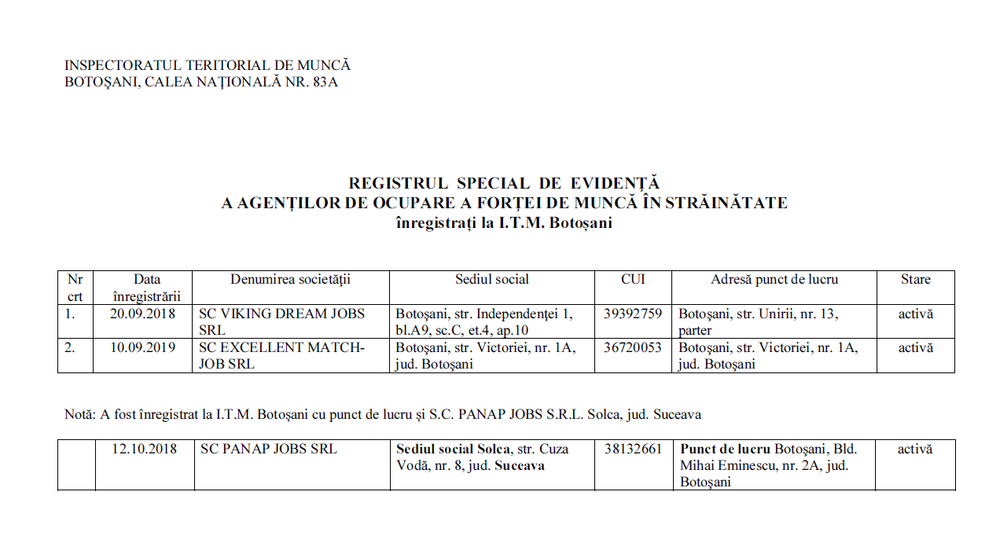 INSPECTORATUL TERITORIAL DE MUNCĂ
BOTOŞANI, CALEA NAŢIONALĂ NR. 83A
REGISTRUL SPECIAL DE EVIDENŢĂ
A AGENŢILOR DE OCUPARE A FORŢEI DE MUNCĂ ÎN STRĂINĂTATE
înregistrați la I.T.M. Botoșani
Nr crt Data înregistrării Denumirea societăţii Sediul social CUI Adresă punct de lucru Stare
1. 20.09.2018 SC VIKING DREAM JOBS SRL Botoşani, str. Independenţei 1, bl.A9, sc.C, et.4, ap.10 39392759 Botoşani, str. Unirii, nr. 13, parter activă
2. 10.09.2019 SC EXCELLENT MATCH-JOB SRL Botoşani, str. Victoriei, nr. 1A, jud. Botoşani 36720053 Botoşani, str. Victoriei, nr. 1A, jud. Botoşani activă
Notă: A fost înregistrat la I.T.M. Botoșani cu punct de lucru și S.C. PANAP JOBS S.R.L. Solca, jud. Suceava
12.10.2018 SC PANAP JOBS SRL Sediul social Solca, str. Cuza Vodă, nr. 8, jud. Suceava 38132661 Punct de lucru Botoşani, Bld. Mihai Eminescu, nr. 2A, jud. Botoşani activă